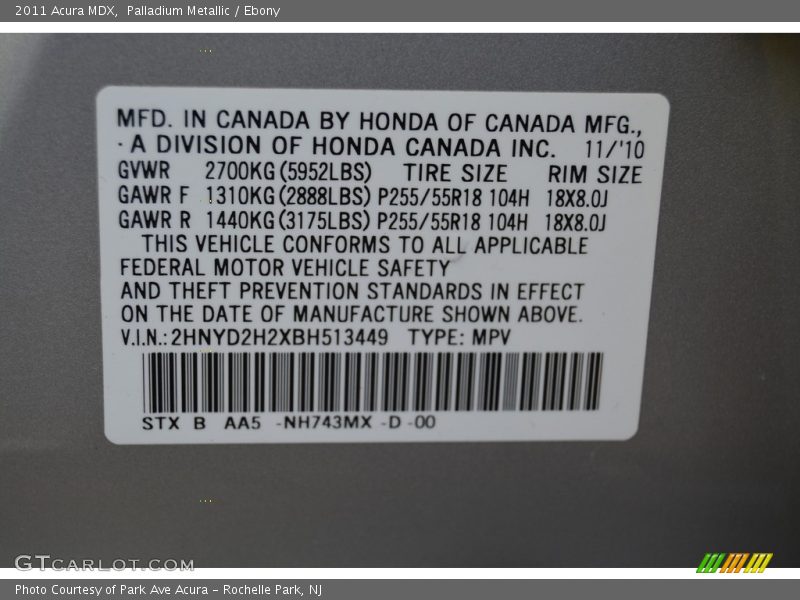 2011 Acura MDX,  Palladium Metallic / Ebony
MFD. IN CANADA BY HONDA OF CANADA MFG.,
A DIVISION OF HONDA CANADA INC. 11/'10
GVWR 2700KG(5952LBS) TIRE SIZE RIM SIZE
GAWR F 1310KG(2888LBS) P255/55R18 104H 18X8.0J
GAWR R 1440KG(3175LBS) P255/55R18 104H 18X8.0J
THIS VEHICLE CONFORMS TO ALL APPLICABLE
FEDERAL MOTOR VEHICLE SAFETY
AND THEFT PREVENTION STANDARDS IN EFFECT
ON THE DATE OF MANUFACTURE SHOWN ABOVE.
V.I.N.: 2HNYD2H2XBH513449 TYPE: MPV
STX B AA5 -NH743MX -D -00
GTCARLOT.COM
Photo Courtesy of Park Ave Acura - Rochelle Park, NJ